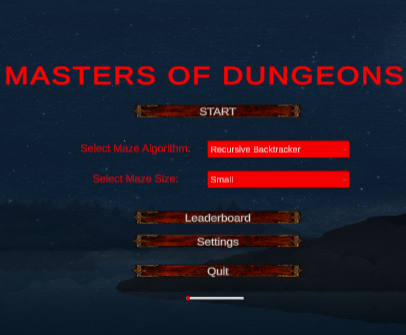 MASTERS OF DUNGEONS
START
Select Maze Algorithm: Recursive Backtracker
Select Maze Size: Small
Leaderboard
Settings
Quit